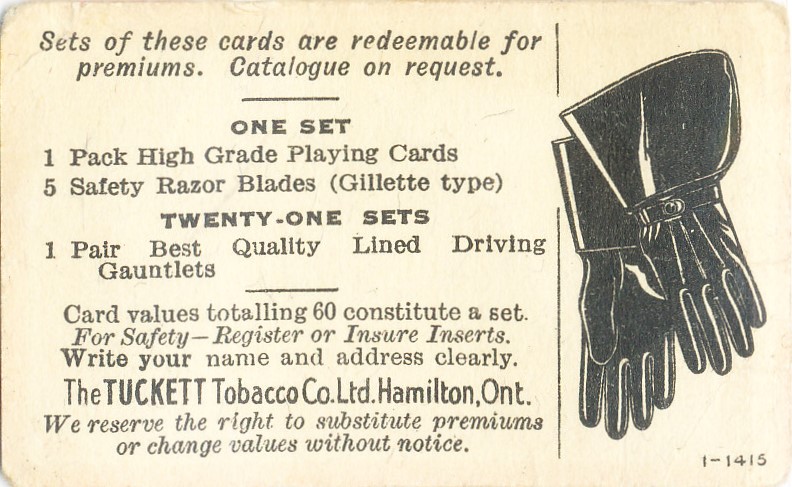 Sets of these cards are redeemable for
premiums. Catalogue on request.
ONE SET
1 Pack High Grade Playing Cards
5 Safety Razor Blades (Gillette type)
TWENTY-ONE SETS
1 Pair Best Quality Lined Driving
Gauntlets
Card values totalling 60 constitute a set.
For Safety—Register or Insure Inserts.
Write your name and address clearly.
The TUCKETT Tobacco Co. Ltd. Hamilton, Ont.
We reserve the right to substitute premiums
or change values without notice.
1-1415